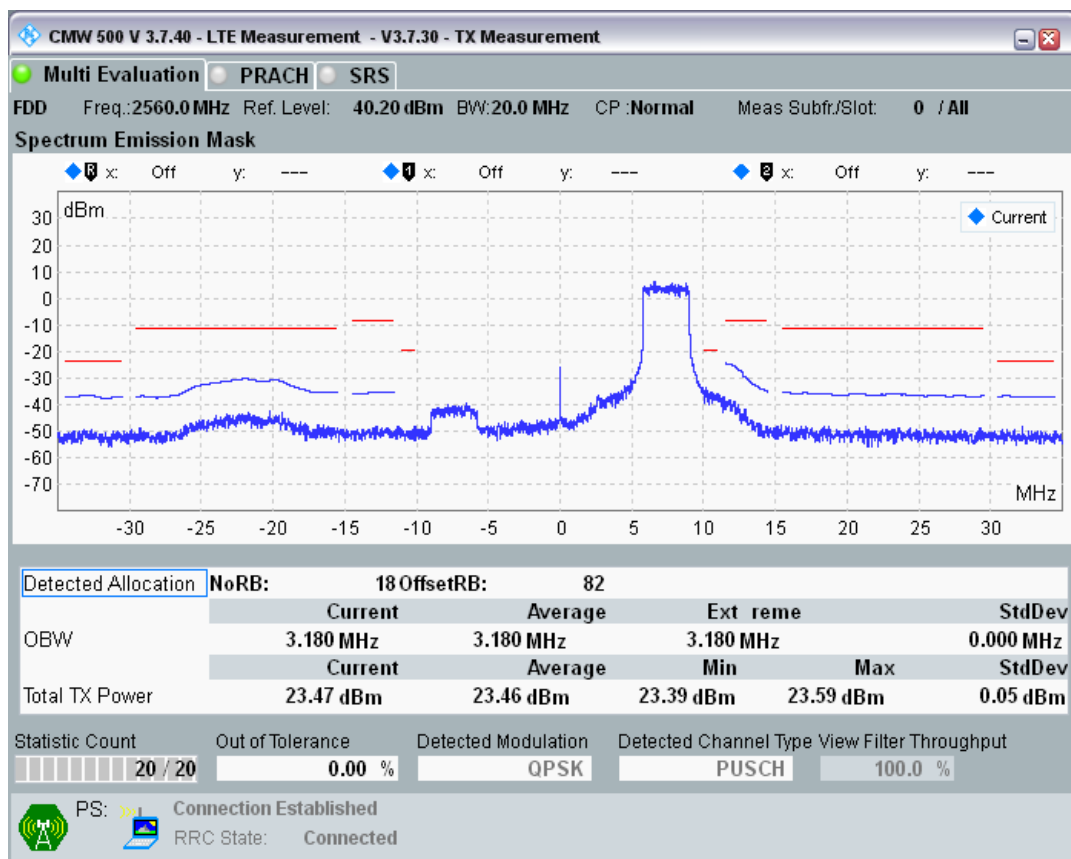 CMW 500 V 3.7.40 - LTE Measurement - V3.7.30 - TX Measurement
Multi Evaluation PRACH SRS
FDD Freq.:2560.0 MHz Ref. Level: 40.20 dBm BW:20.0 MHz CP :Normal Meas Subfr./Slot: 0 / All
Spectrum Emission Mask
R x: Off y: --- 1 x: Off y: --- 2 x: Off y: ---
dBm
Current
30
20
10
0
-10
-20
-30
-40
-50
-60
-70
MHz
-30 -25 -20 -15 -10 -5 0 5 10 15 20 25 30
Detected Allocation NoRB: 18 OffsetRB: 82
Current Average Ext reme StdDev
OBW 3.180 MHz 3.180 MHz 3.180 MHz 0.000 MHz
Current Average Min Max StdDev
Total TX Power 23.47 dBm 23.46 dBm 23.39 dBm 23.59 dBm 0.05 dBm
Statistic Count Out of Tolerance Detected Modulation Detected Channel Type View Filter Throughput
20 / 20 0.00 % QPSK PUSCH 100.0 %
PS: Connection Established
RRC State: Connected